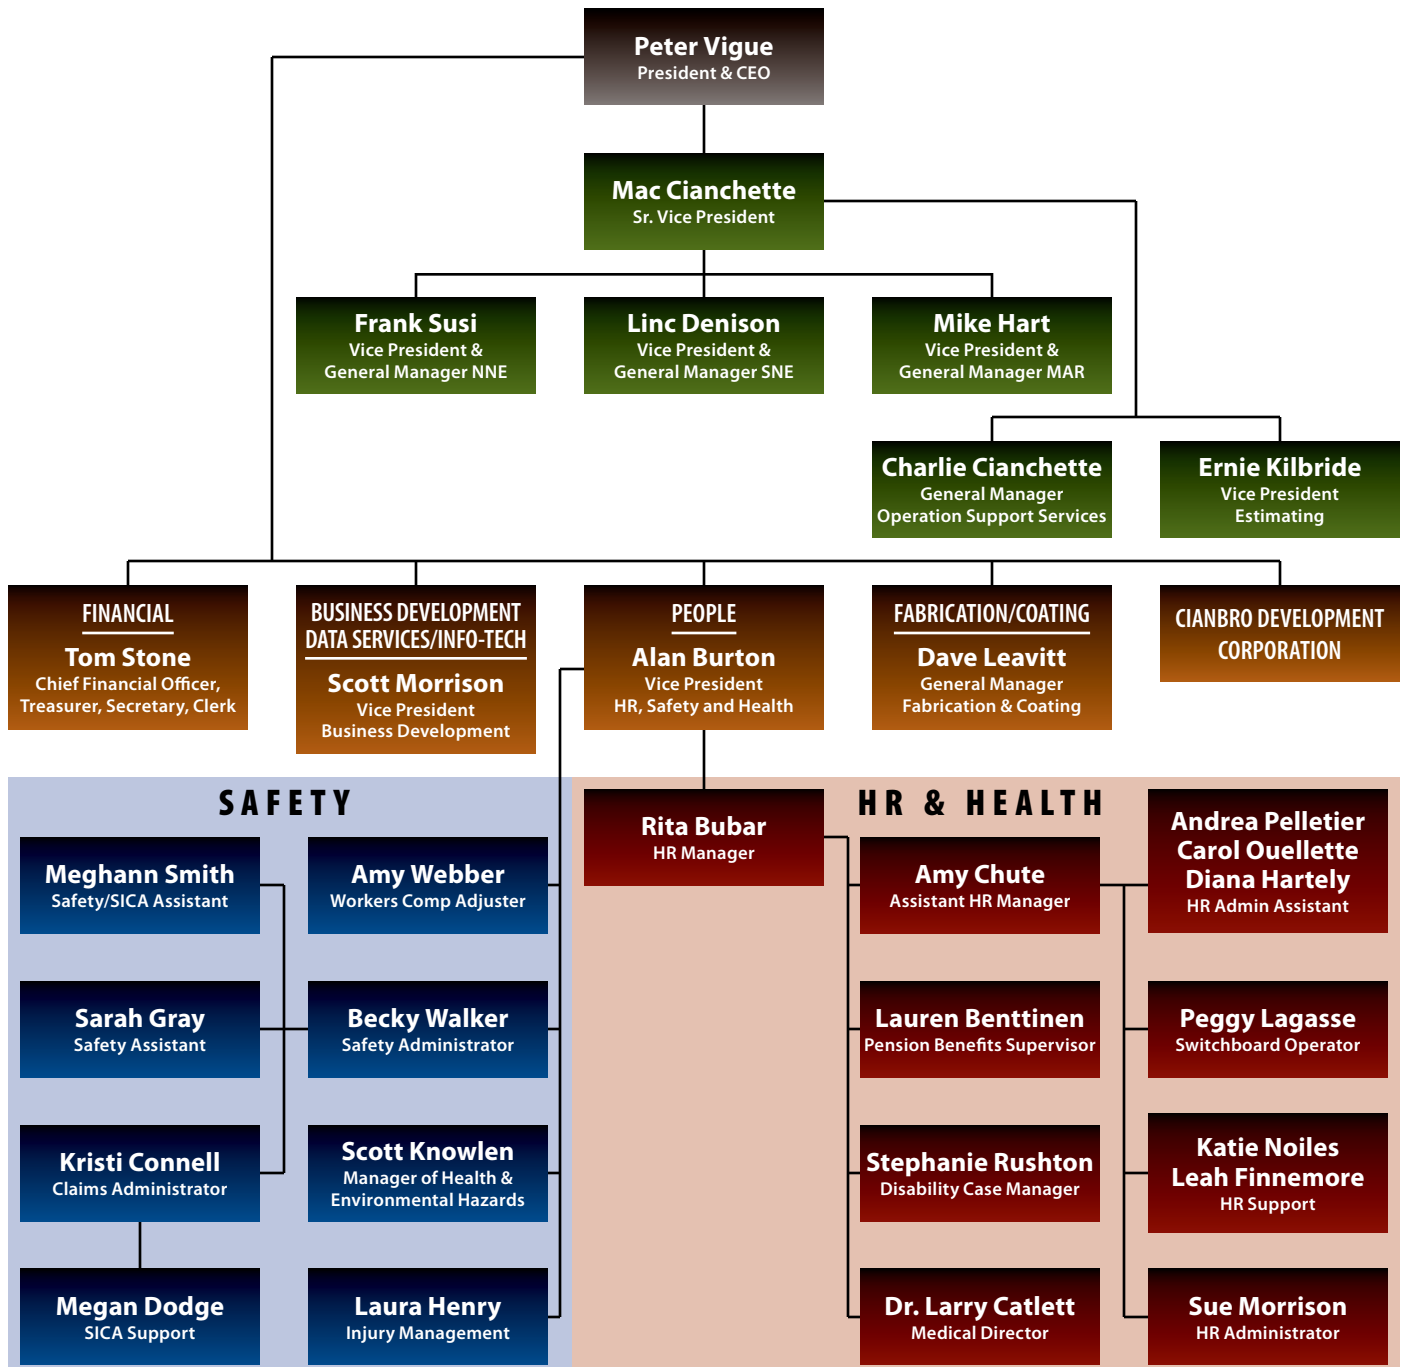 Peter Vigue
President & CEO
Mac Cianchette
Sr. Vice President
Frank Susi
Vice President &
General Manager NNE
Linc Denison
Vice President &
General Manager SNE
Mike Hart
Vice President &
General Manager MAR
Charlie Cianchette
General Manager
Operation Support Services
Ernie Kilbride
Vice President
Estimating
FINANCIAL
Tom Stone
Chief Financial Officer,
Treasurer, Secretary, Clerk
BUSINESS DEVELOPMENT
DATA SERVICES/INFO-TECH
Scott Morrison
Vice President
Business Development
PEOPLE
Alan Burton
Vice President
HR, Safety and Health
FABRICATION/COATING
Dave Leavitt
General Manager
Fabrication & Coating
CIANBRO DEVELOPMENT
CORPORATION
SAFETY
Meghann Smith
Safety/SICA Assistant
Amy Webber
Workers Comp Adjuster
Sarah Gray
Safety Assistant
Becky Walker
Safety Administrator
Kristi Connell
Claims Administrator
Scott Knowlen
Manager of Health &
Environmental Hazards
Megan Dodge
SICA Support
Laura Henry
Injury Management
HR & HEALTH
Rita Bubar
HR Manager
Amy Chute
Assistant HR Manager
Andrea Pelletier
Carol Ouellette
Diana Hartely
HR Admin Assistant
Lauren Benttinen
Pension Benefits Supervisor
Peggy Lagasse
Switchboard Operator
Stephanie Rushton
Disability Case Manager
Katie Noiles
Leah Finnemore
HR Support
Dr. Larry Catlett
Medical Director
Sue Morrison
HR Administrator